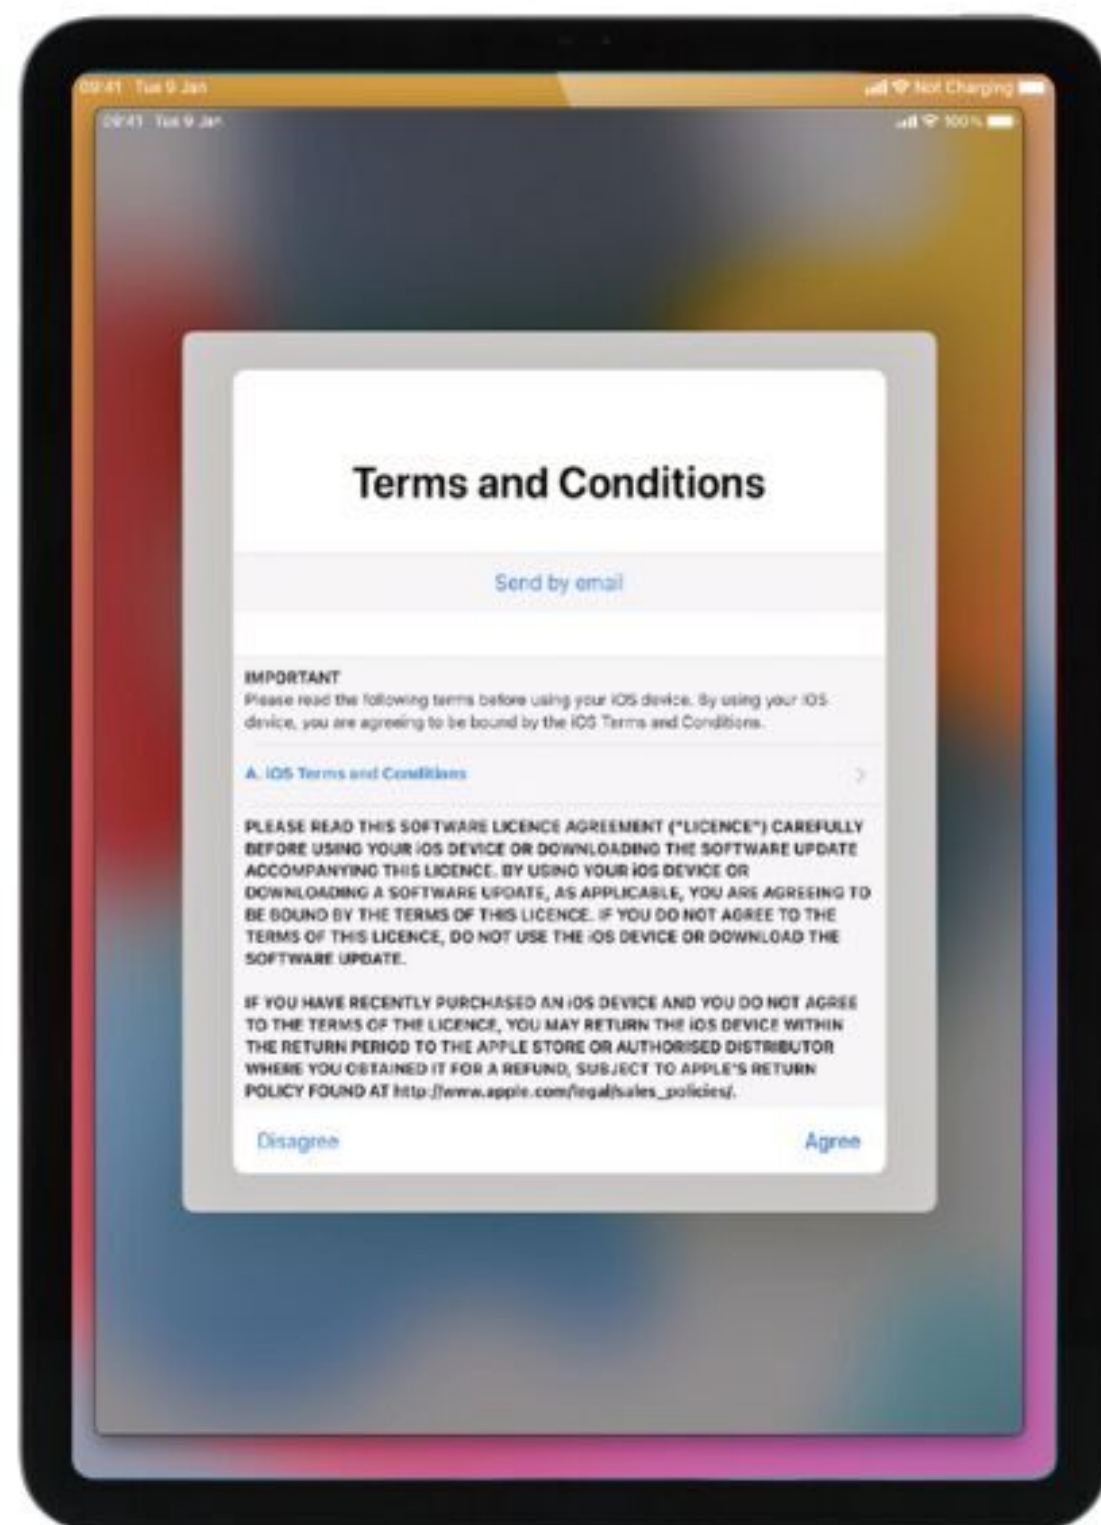 09:41 Tue 9 Jan
Not Charging
09:41 Tue 9 Jan
100%
Terms and Conditions
Send by email
IMPORTANT
Please read the following terms before using your iOS device. By using your iOS
device, you are agreeing to be bound by the iOS Terms and Conditions.
A. iOS Terms and Conditions
PLEASE READ THIS SOFTWARE LICENCE AGREEMENT ("LICENCE") CAREFULLY
BEFORE USING YOUR iOS DEVICE OR DOWNLOADING THE SOFTWARE UPDATE
ACCOMPANYING THIS LICENCE. BY USING YOUR iOS DEVICE OR
DOWNLOADING A SOFTWARE UPDATE, AS APPLICABLE, YOU ARE AGREEING TO
BE BOUND BY THE TERMS OF THIS LICENCE. IF YOU DO NOT AGREE TO THE
TERMS OF THIS LICENCE, DO NOT USE THE iOS DEVICE OR DOWNLOAD THE
SOFTWARE UPDATE.
IF YOU HAVE RECENTLY PURCHASED AN iOS DEVICE AND YOU DO NOT AGREE
TO THE TERMS OF THE LICENCE, YOU MAY RETURN THE iOS DEVICE WITHIN
THE RETURN PERIOD TO THE APPLE STORE OR AUTHORISED DISTRIBUTOR
WHERE YOU OBTAINED IT FOR A REFUND, SUBJECT TO APPLE'S RETURN
POLICY FOUND AT http://www.apple.com/legal/sales_policies/.
Disagree
Agree